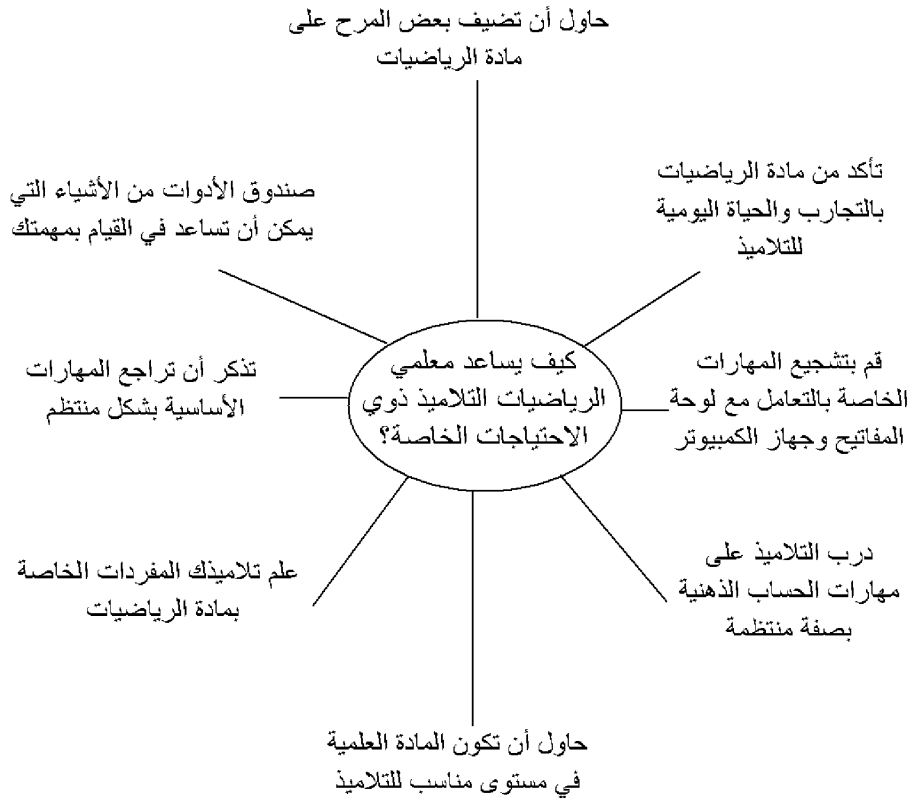 حاول أن تضيف بعض المرح على
مادة الرياضيات
تأكد من مادة الرياضيات
بالتجارب والحياة اليومية
للتلاميذ
صندوق الأدوات من الأشياء التي
يمكن أن تساعد في القيام بمهمتك
كيف يساعد معلمي
الرياضيات التلاميذ ذوي
الاحتياجات الخاصة؟
قم بتشجيع المهارات
الخاصة بالتعامل مع لوحة
المفاتيح وجهاز الكمبيوتر
تذكر أن تراجع المهارات
الأساسية بشكل منتظم
درب التلاميذ على
مهارات الحساب الذهنية
بصفة منتظمة
علم تلاميذك المفردات الخاصة
بمادة الرياضيات
حاول أن تكون المادة العلمية
في مستوى مناسب للتلاميذ